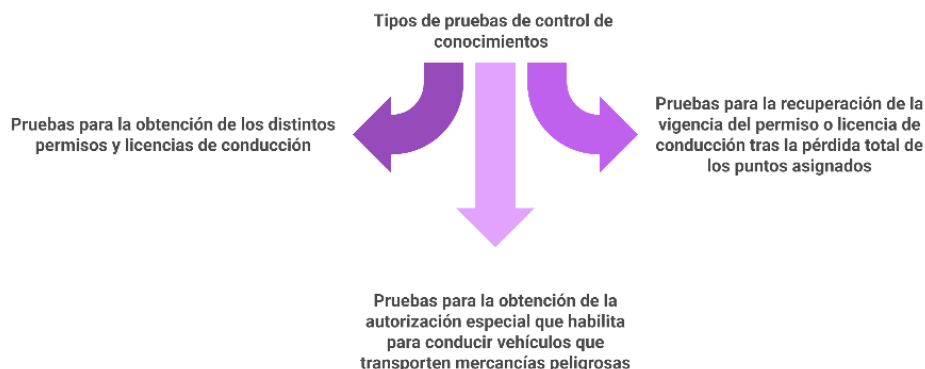 Tipos de pruebas de control de
conocimientos
Pruebas para la obtención de los distintos
permisos y licencias de conducción
Pruebas para la recuperación de la
vigencia del permiso o licencia de
conducción tras la pérdida total de
los puntos asignados
Pruebas para la obtención de la
autorización especial que habilita
para conducir vehículos que
transporten mercancías peligrosas